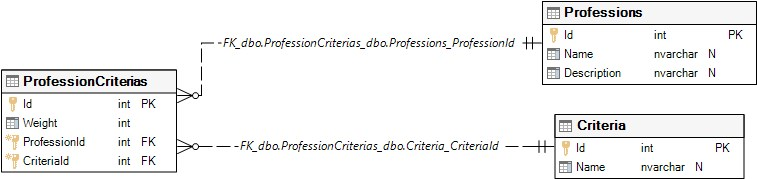 Professions
Id int PK
Name nvarchar N
Description nvarchar N
FK_dbo.ProfessionCriterias_dbo.Professions_ProfessionId
ProfessionCriterias
Id int PK
Weight int
ProfessionId int FK
CriteriaId int FK
FK_dbo.ProfessionCriterias_dbo.Criteria_CriteriaId
Criteria
Id int PK
Name nvarchar N